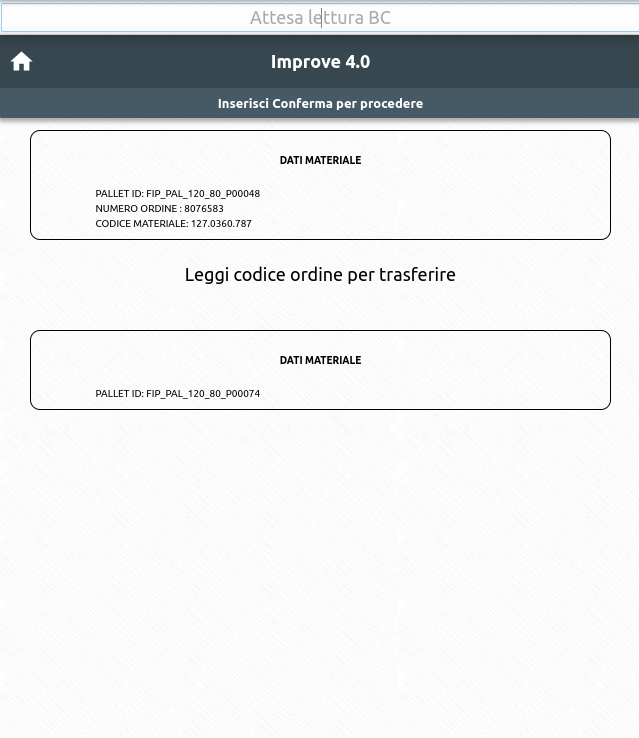 Attesa lettura BC
Improve 4.0
Inserisci Conferma per procedere
DATI MATERIALE
PALLET ID: FIP_PAL_120_80_P00048
NUMERO ORDINE : 8076583
CODICE MATERIALE: 127.0360.787
Leggi codice ordine per trasferire
DATI MATERIALE
PALLET ID: FIP_PAL_120_80_P00074